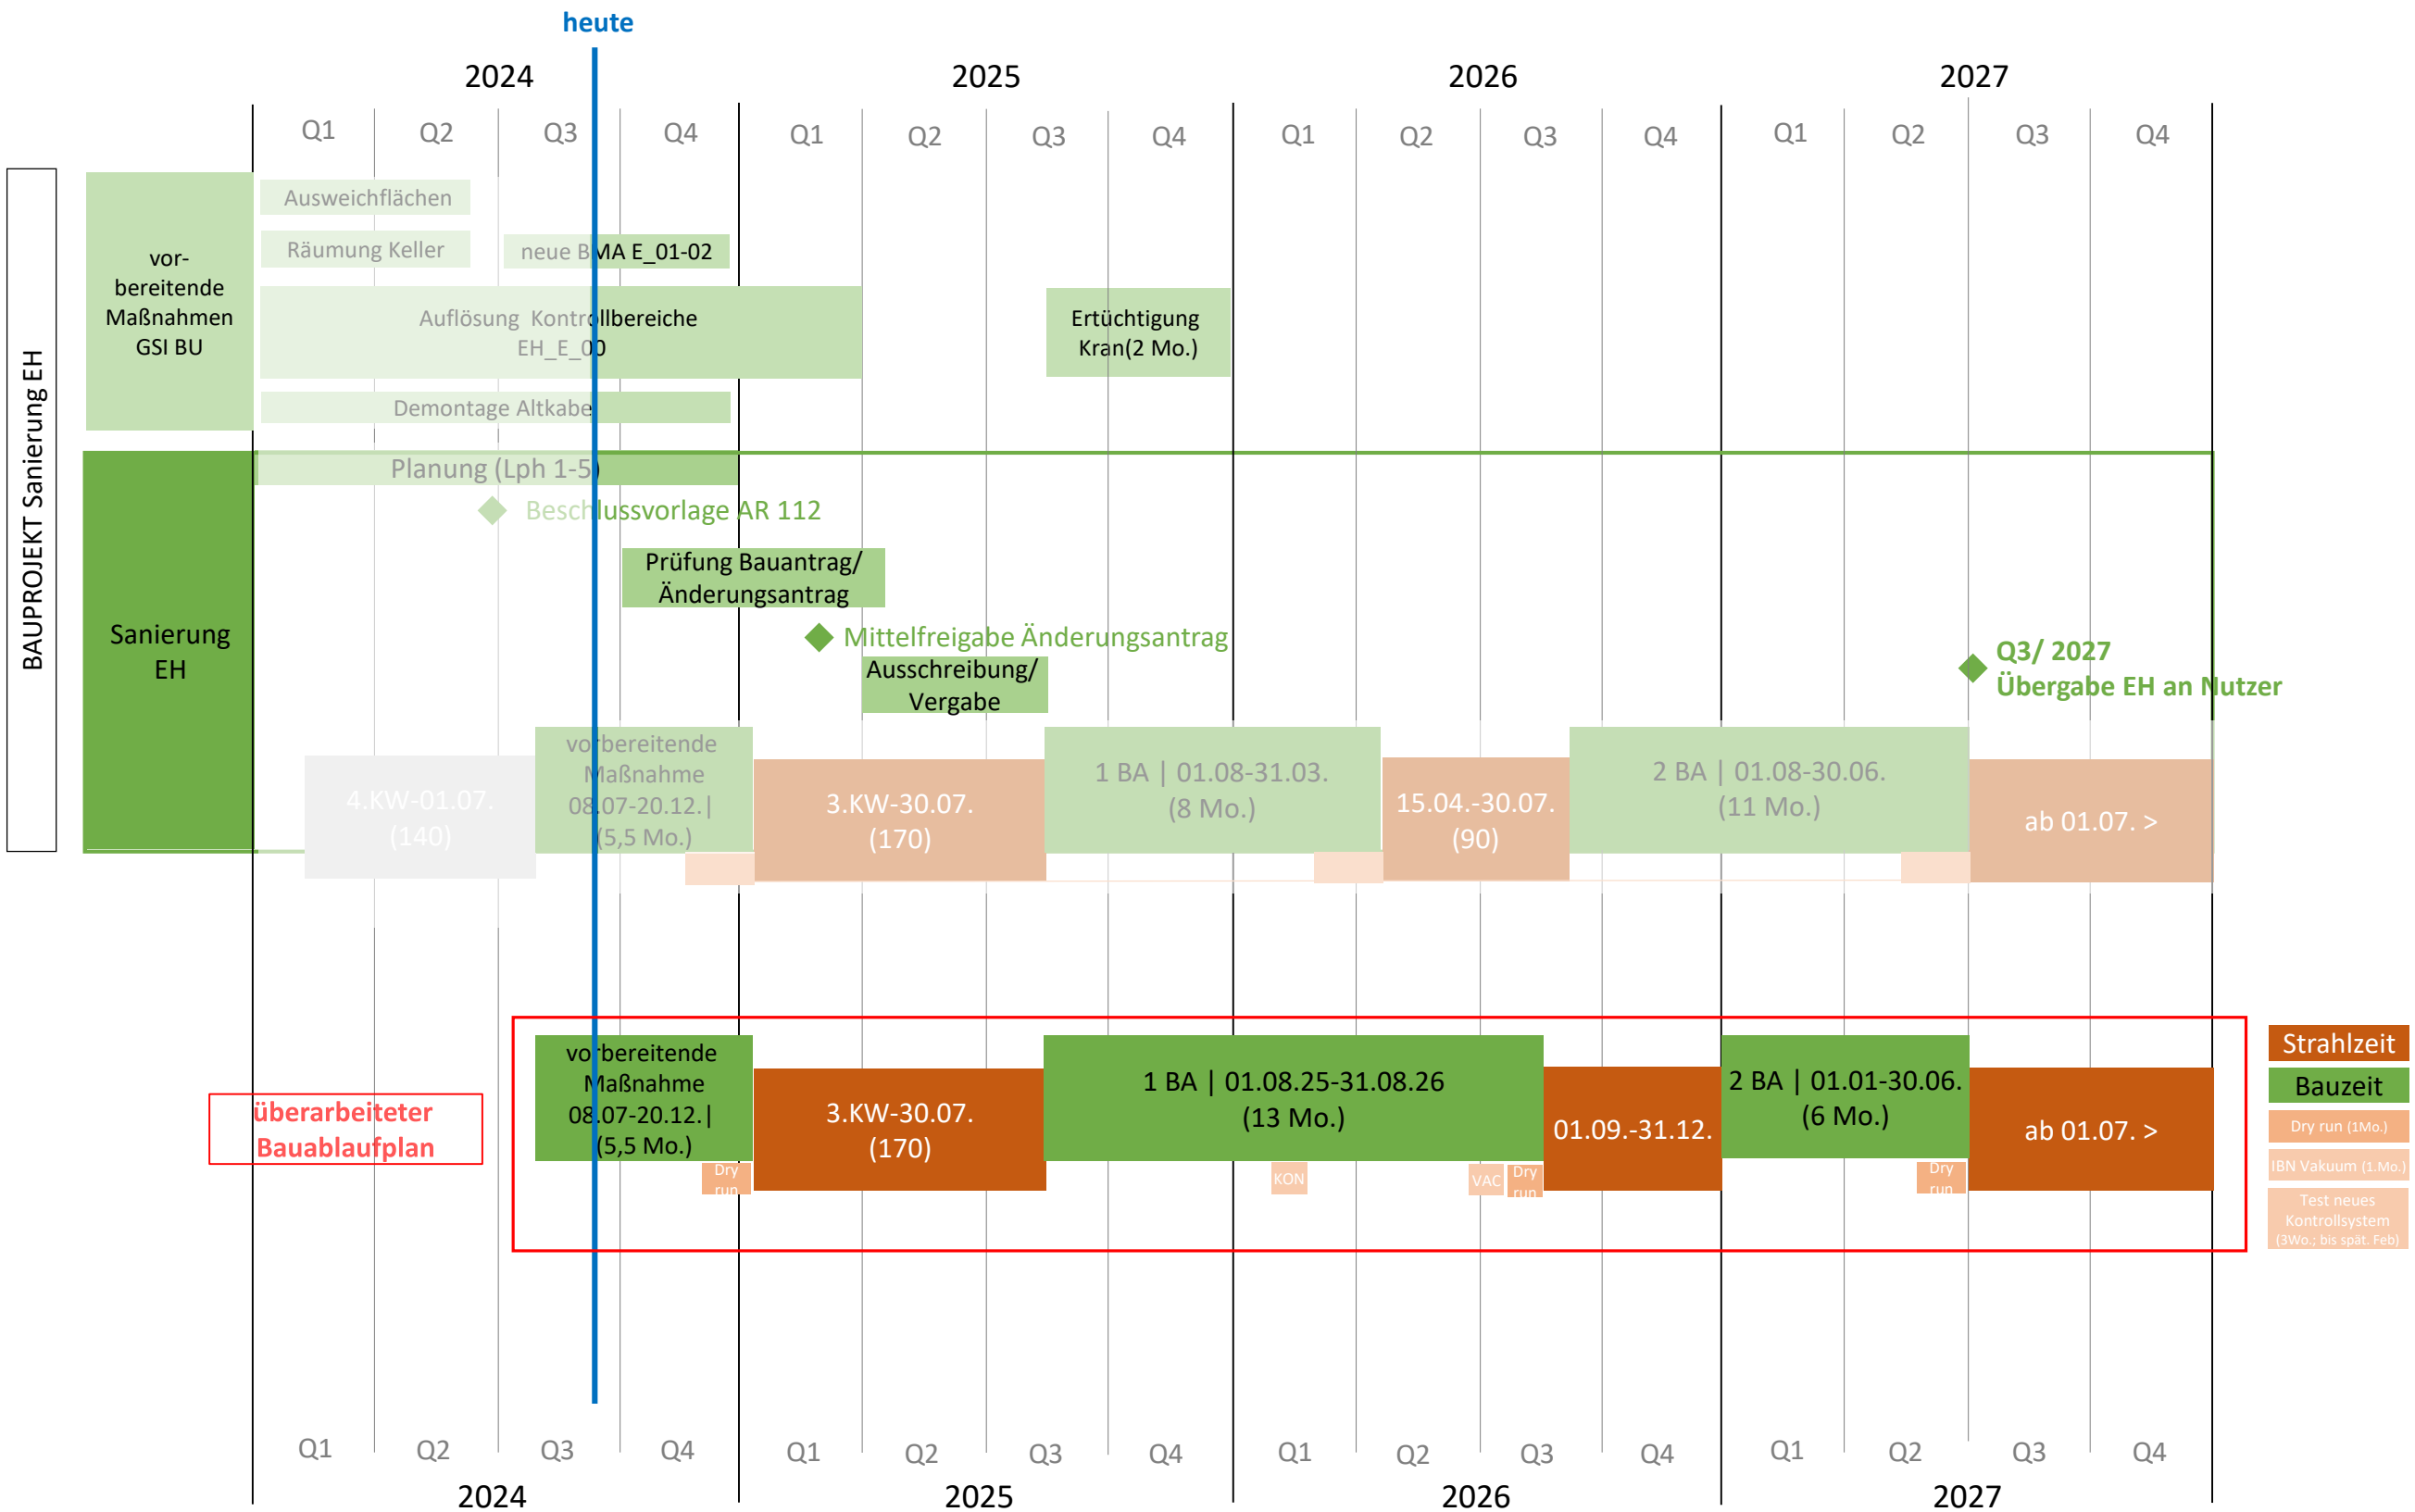 heute
2024
2025
2026
2027
Q1
Q2
Q3
Q4
Q1
Q2
Q3
Q4
Q1
Q2
Q3
Q4
Q1
Q2
Q3
Q4
BAUPROJEKT Sanierung EH
vor-
bereitende
Maßnahmen
GSI BU
Ausweichflächen
Räumung Keller
neue BMA E_01-02
Auflösung Kontrollbereiche
EH_E_00
Ertüchtigung
Kran(2 Mo.)
Demontage Altkabe
Sanierung
EH
Planung (Lph 1-5)
Beschlussvorlage AR 112
Prüfung Bauantrag/
Änderungsantrag
Mittelfreigabe Änderungsantrag
Ausschreibung/
Vergabe
Q3/ 2027
Übergabe EH an Nutzer
4.KW-01.07.
(140)
vorbereitende
Maßnahme
08.07-20.12.|
(5,5 Mo.)
3.KW-30.07.
(170)
1 BA | 01.08-31.03.
(8 Mo.)
15.04.-30.07.
(90)
2 BA | 01.08-30.06.
(11 Mo.)
ab 01.07. >
überarbeiteter
Bauablaufplan
vorbereitende
Maßnahme
08.07-20.12.|
(5,5 Mo.)
Dry
run
3.KW-30.07.
(170)
1 BA | 01.08.25-31.08.26
(13 Mo.)
KON
VAC
Dry
run
01.09.-31.12.
2 BA | 01.01-30.06.
(6 Mo.)
Dry
run
ab 01.07. >
Strahlzeit
Bauzeit
Dry run (1Mo.)
IBN Vakuum (1.Mo.)
Test neues
Kontrollsystem
(3Wo.; bis spät. Feb)
Q1
Q2
Q3
Q4
Q1
Q2
Q3
Q4
Q1
Q2
Q3
Q4
Q1
Q2
Q3
Q4
2024
2025
2026
2027